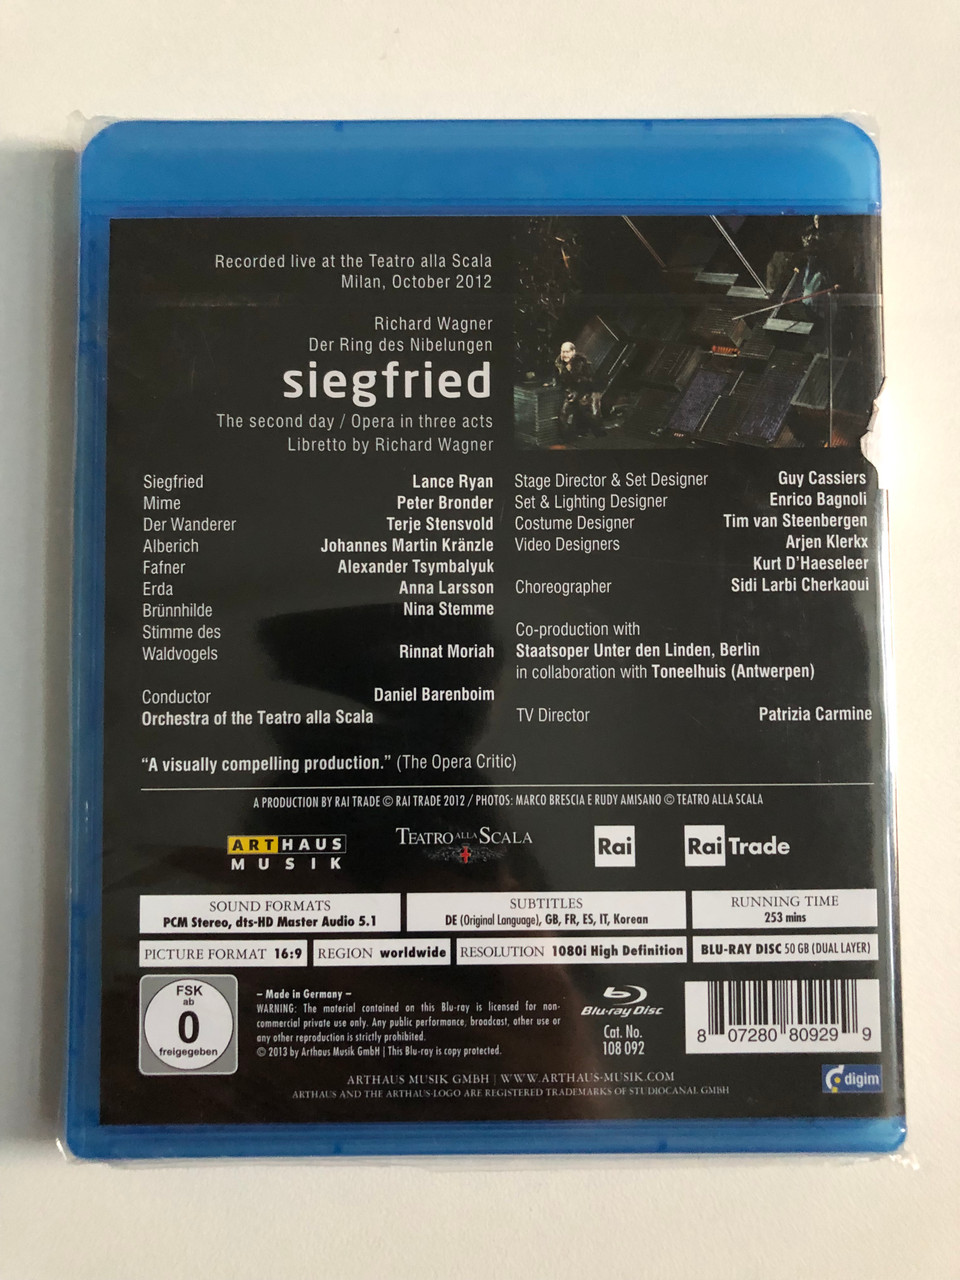 Recorded live at the Teatro alla Scala
Milan, October 2012
Richard Wagner
Der Ring des Nibelungen
siegfried
The second day / Opera in three acts
Libretto by Richard Wagner
Siegfried Lance Ryan
Mime Peter Bronder
Der Wanderer Terje Stensvold
Alberich Johannes Martin Kränzle
Fafner Alexander Tsymbalyuk
Erda Anna Larsson
Brünnhilde Nina Stemme
Stimme des
Waldvogels Rinnat Moriah
Conductor Daniel Barenboim
Orchestra of the Teatro alla Scala
Stage Director & Set Designer Guy Cassiers
Set & Lighting Designer Enrico Bagnoli
Costume Designer Tim van Steenbergen
Video Designers Arjen Klerkx
Kurt D'Haeseleer
Choreographer Sidi Larbi Cherkaoui
Co-production with
Staatsoper Unter den Linden, Berlin
in collaboration with Toneelhuis (Antwerpen)
TV Director Patrizia Carmine
“A visually compelling production.” (The Opera Critic)
A PRODUCTION BY RAI TRADE © RAI TRADE 2012 / PHOTOS: MARCO BRESCIA E RUDY AMISANO © TEATRO ALLA SCALA
ARTHAUS
MUSIK
TEATRO ALLA SCALA
Rai
Rai Trade
SOUND FORMATS
PCM Stereo, dts-HD Master Audio 5.1
SUBTITLES
DE (Original Language), GB, FR, ES, IT, Korean
RUNNING TIME
253 mins
PICTURE FORMAT 16:9
REGION worldwide
RESOLUTION 1080i High Definition
BLU-RAY DISC 50 GB (DUAL LAYER)
FSK
ab
0
freigegeben
– Made in Germany –
WARNING: The material contained on this Blu-ray is licensed for non-
commercial private use only. Any public performance, broadcast, other use or
any other reproduction is strictly prohibited.
© 2013 by Arthaus Musik GmbH | This Blu-ray is copy protected.
Blu-ray Disc
Cat. No.
108 092
8 07280 80929 9
ARTHAUS MUSIK GMBH | WWW.ARTHAUS-MUSIK.COM
ARTHAUS AND THE ARTHAUS-LOGO ARE REGISTERED TRADEMARKS OF STUDIOCANAL GMBH
digim